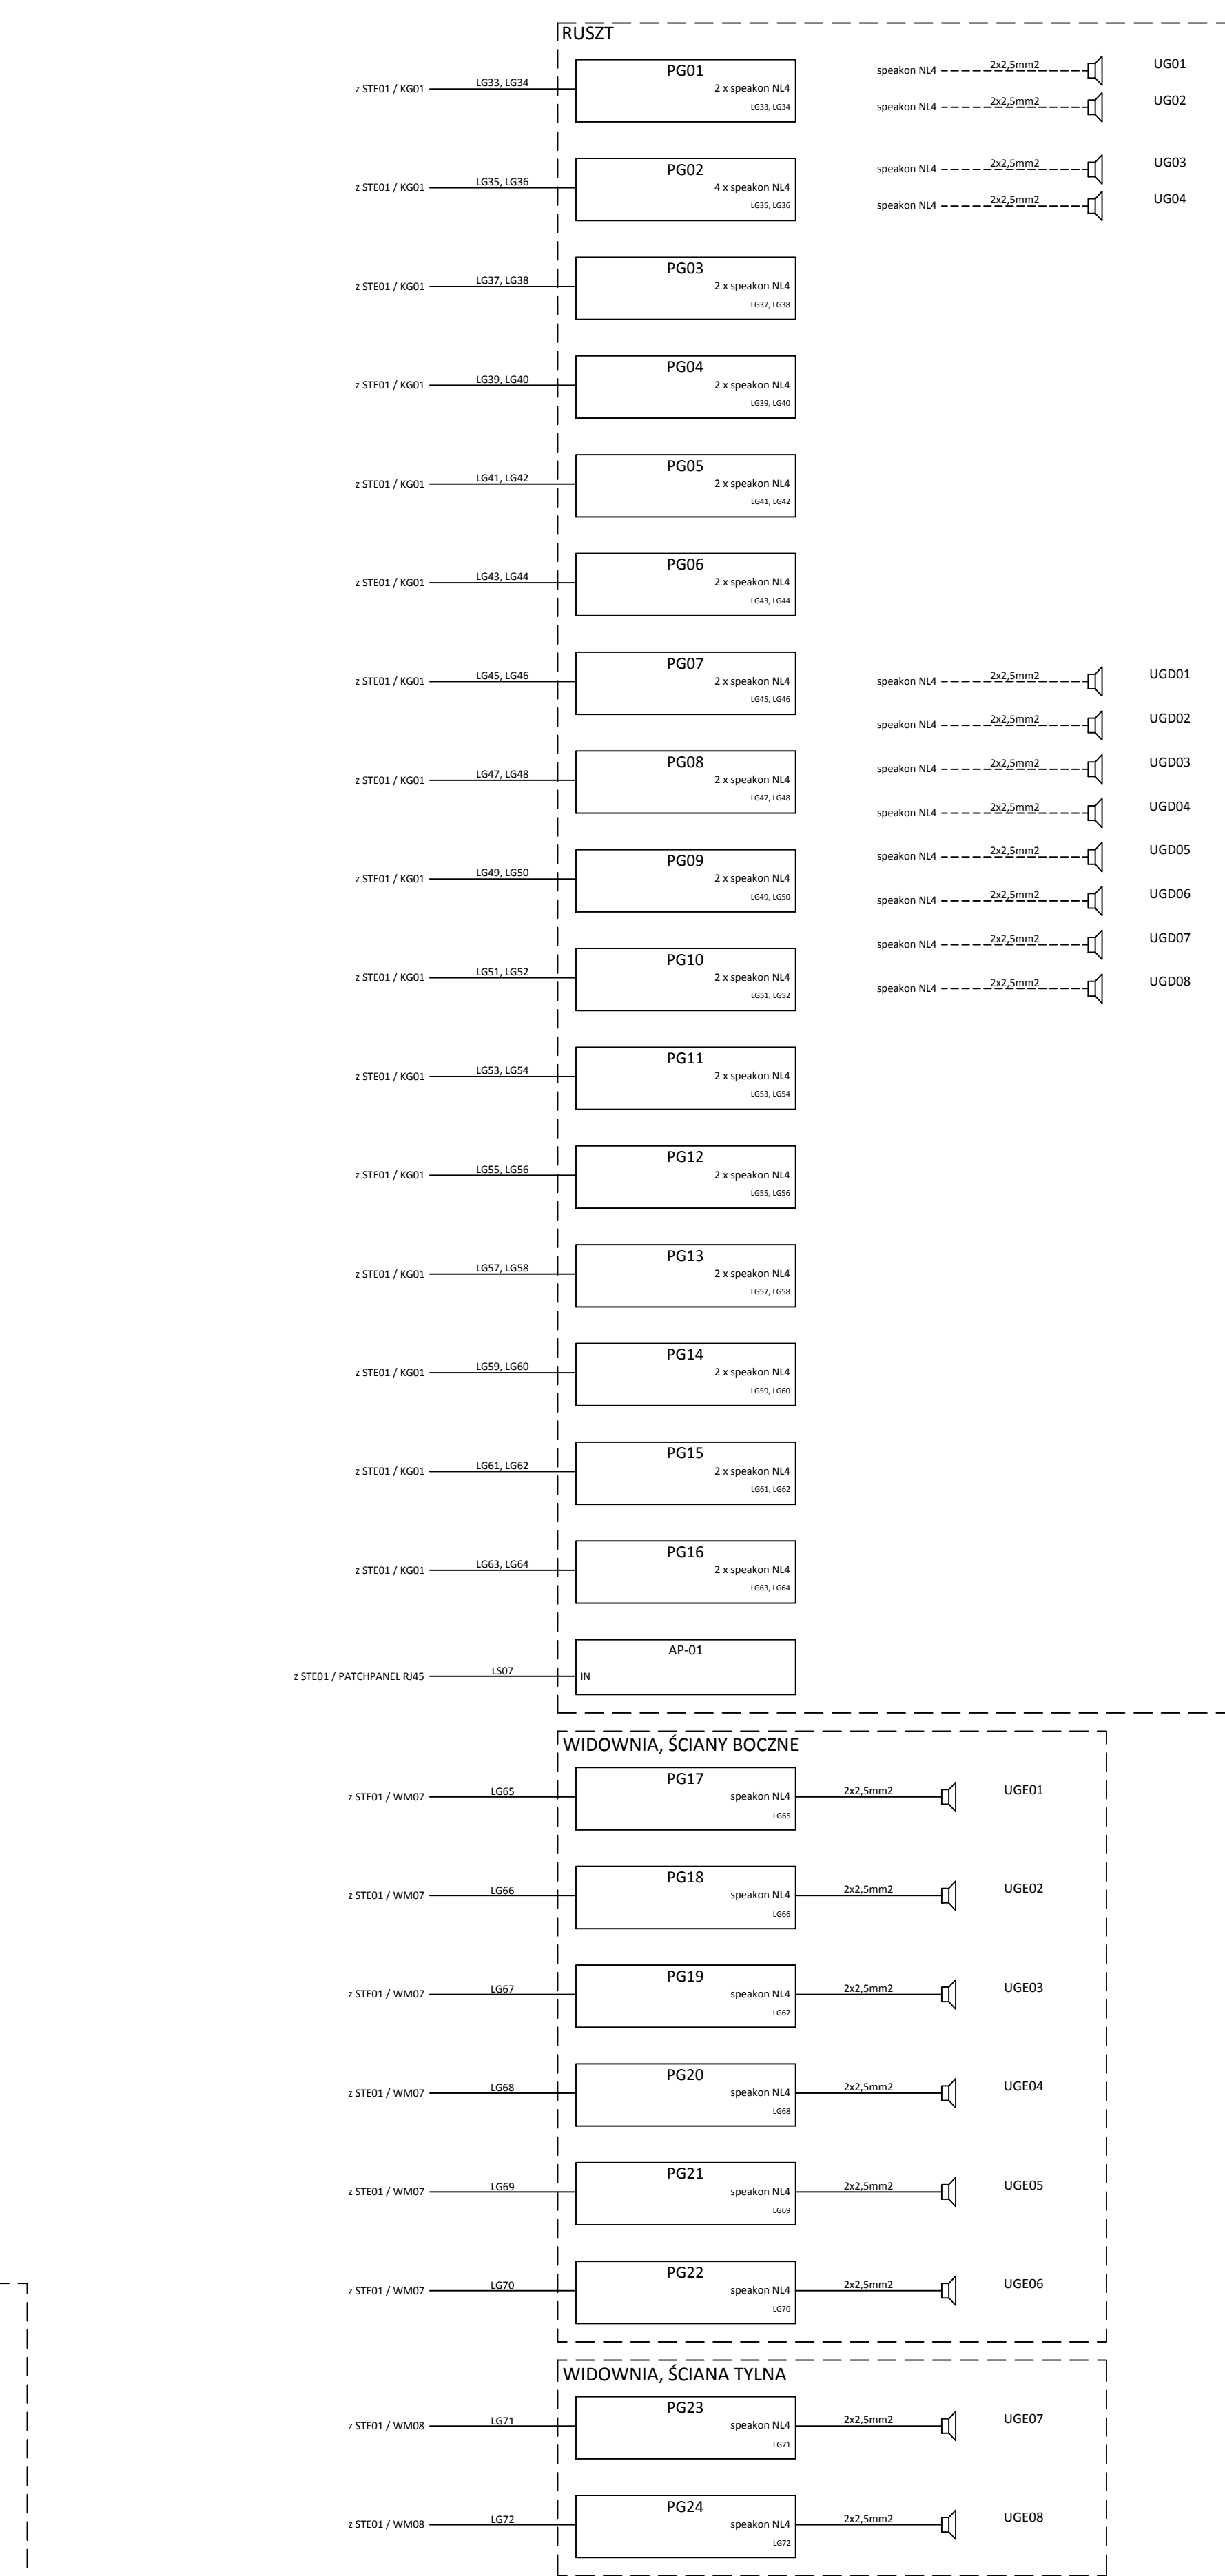 RUSZT
z STE01 / KG01 LG33, LG34 PG01
2 x speakon NL4
LG33, LG34
speakon NL4 2x2,5mm2 UG01
speakon NL4 2x2,5mm2 UG02
z STE01 / KG01 LG35, LG36 PG02
4 x speakon NL4
LG35, LG36
speakon NL4 2x2,5mm2 UG03
speakon NL4 2x2,5mm2 UG04
z STE01 / KG01 LG37, LG38 PG03
2 x speakon NL4
LG37, LG38
z STE01 / KG01 LG39, LG40 PG04
2 x speakon NL4
LG39, LG40
z STE01 / KG01 LG41, LG42 PG05
2 x speakon NL4
LG41, LG42
z STE01 / KG01 LG43, LG44 PG06
2 x speakon NL4
LG43, LG44
z STE01 / KG01 LG45, LG46 PG07
2 x speakon NL4
LG45, LG46
speakon NL4 2x2,5mm2 UGD01
speakon NL4 2x2,5mm2 UGD02
z STE01 / KG01 LG47, LG48 PG08
2 x speakon NL4
LG47, LG48
speakon NL4 2x2,5mm2 UGD03
speakon NL4 2x2,5mm2 UGD04
z STE01 / KG01 LG49, LG50 PG09
2 x speakon NL4
LG49, LG50
speakon NL4 2x2,5mm2 UGD05
speakon NL4 2x2,5mm2 UGD06
z STE01 / KG01 LG51, LG52 PG10
2 x speakon NL4
LG51, LG52
speakon NL4 2x2,5mm2 UGD07
speakon NL4 2x2,5mm2 UGD08
z STE01 / KG01 LG53, LG54 PG11
2 x speakon NL4
LG53, LG54
z STE01 / KG01 LG55, LG56 PG12
2 x speakon NL4
LG55, LG56
z STE01 / KG01 LG57, LG58 PG13
2 x speakon NL4
LG57, LG58
z STE01 / KG01 LG59, LG60 PG14
2 x speakon NL4
LG59, LG60
z STE01 / KG01 LG61, LG62 PG15
2 x speakon NL4
LG61, LG62
z STE01 / KG01 LG63, LG64 PG16
2 x speakon NL4
LG63, LG64
AP-01
z STE01 / PATCHPANEL RJ45 LS07 IN
WIDOWNIA, ŚCIANY BOCZNE
z STE01 / WM07 LG65 PG17
speakon NL4 2x2,5mm2 UGE01
LG65
z STE01 / WM07 LG66 PG18
speakon NL4 2x2,5mm2 UGE02
LG66
z STE01 / WM07 LG67 PG19
speakon NL4 2x2,5mm2 UGE03
LG67
z STE01 / WM07 LG68 PG20
speakon NL4 2x2,5mm2 UGE04
LG68
z STE01 / WM07 LG69 PG21
speakon NL4 2x2,5mm2 UGE05
LG69
z STE01 / WM07 LG70 PG22
speakon NL4 2x2,5mm2 UGE06
LG70
WIDOWNIA, ŚCIANA TYLNA
z STE01 / WM08 LG71 PG23
speakon NL4 2x2,5mm2 UGE07
LG71
z STE01 / WM08 LG72 PG24
speakon NL4 2x2,5mm2 UGE08
LG72